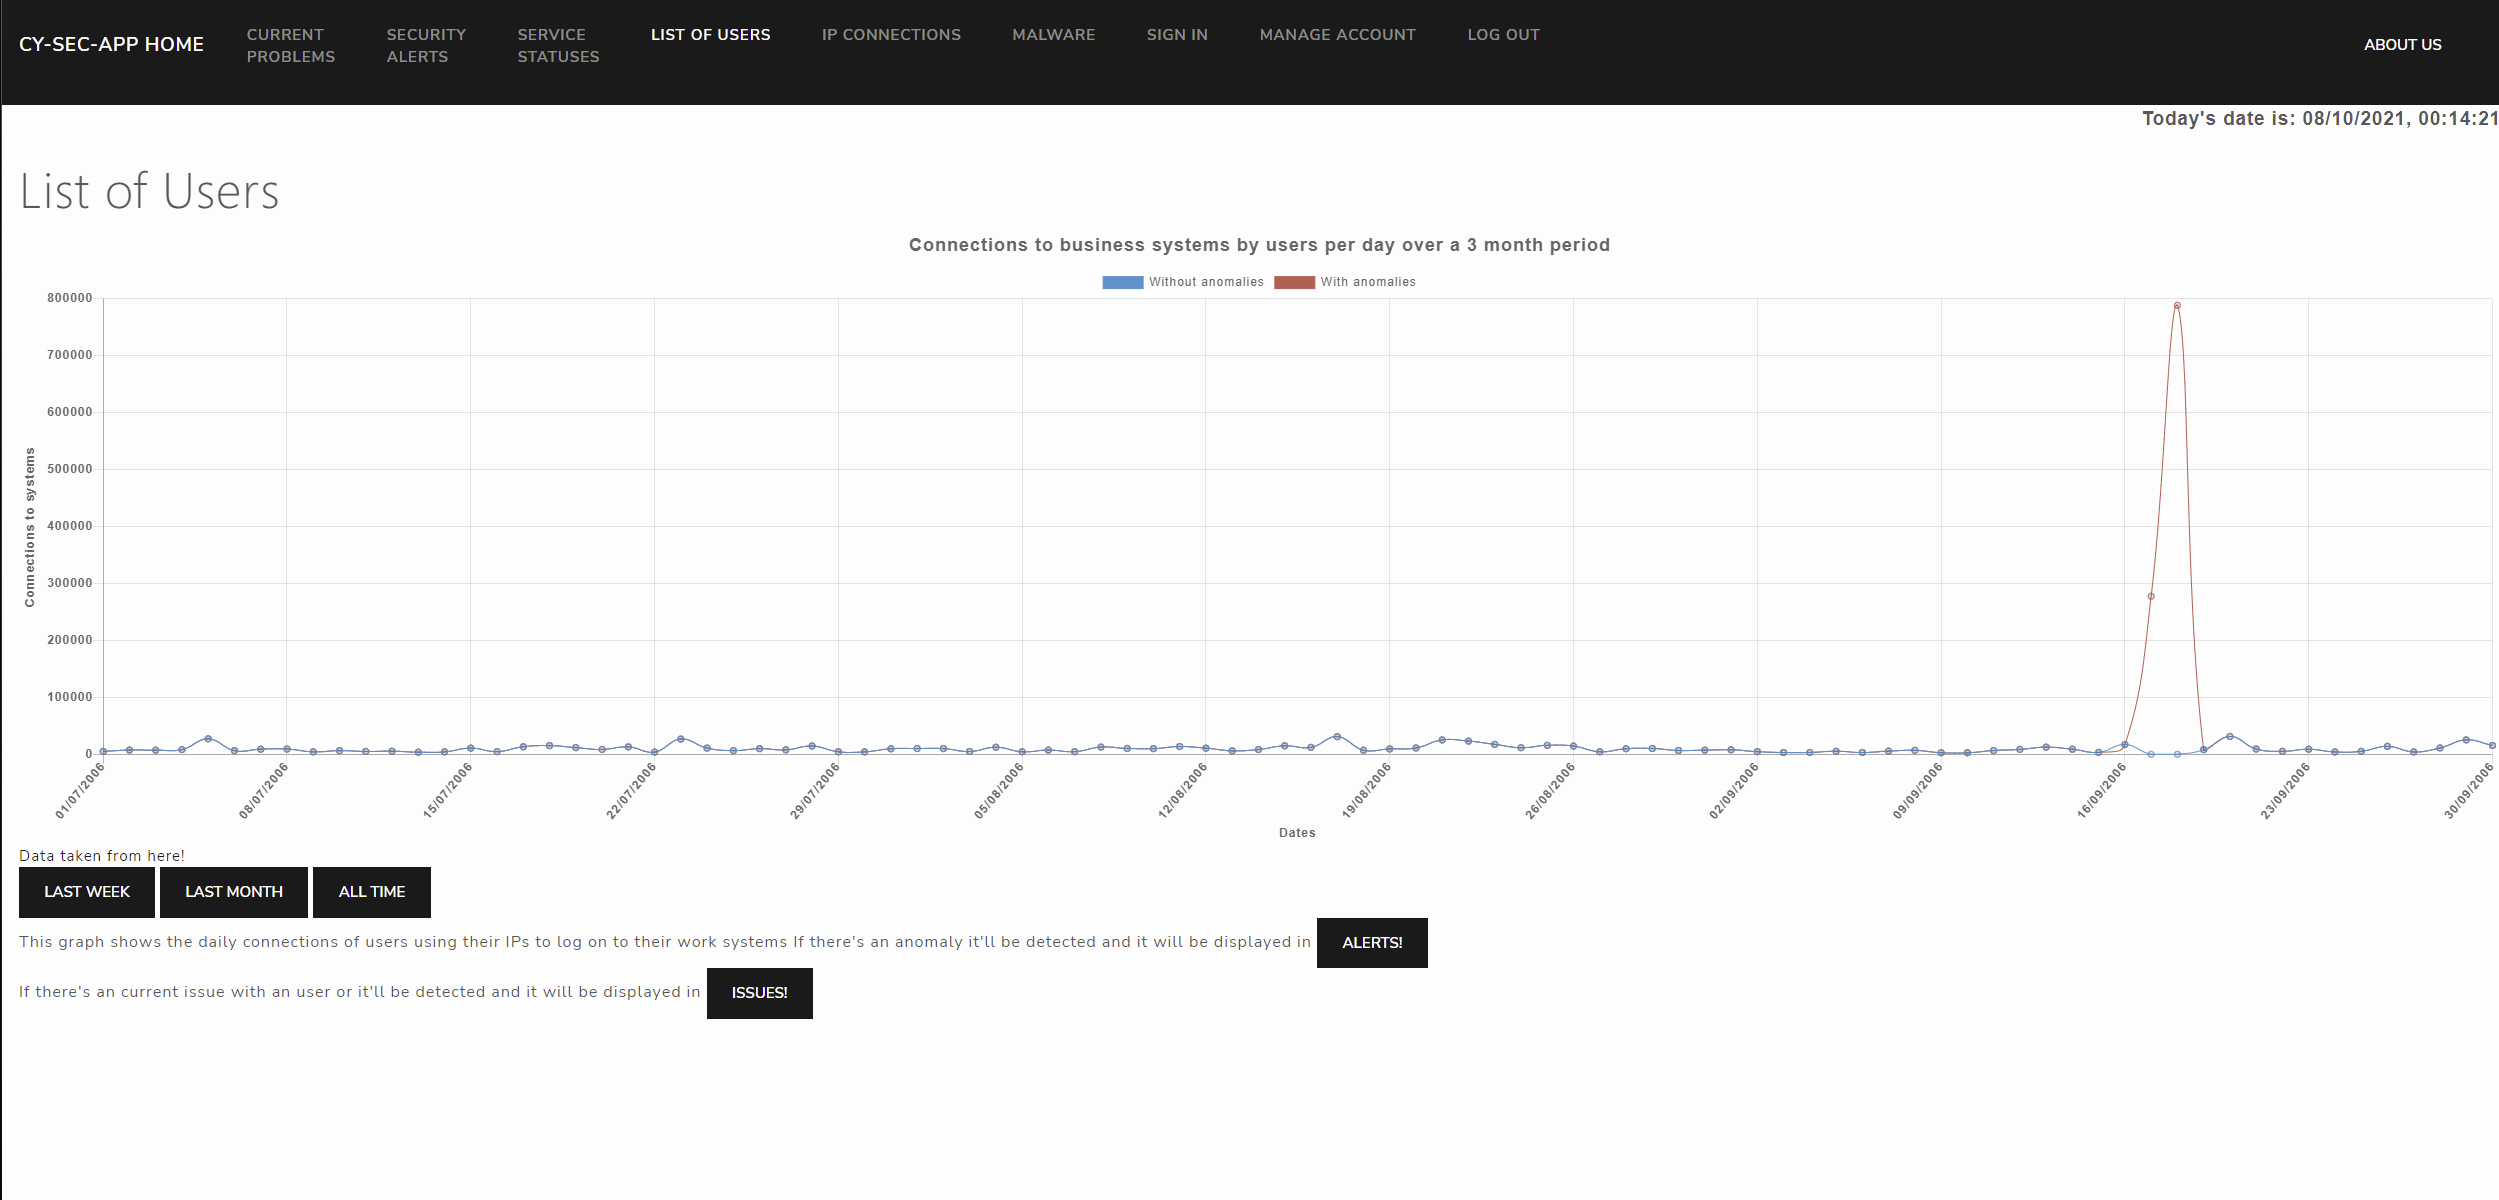 CY-SEC-APP HOME
CURRENT PROBLEMS
SECURITY ALERTS
SERVICE STATUSES
LIST OF USERS
IP CONNECTIONS
MALWARE
SIGN IN
MANAGE ACCOUNT
LOG OUT
ABOUT US
Today's date is: 08/10/2021, 00:14:21
List of Users
Connections to business systems by users per day over a 3 month period
Without anomalies
With anomalies
800000
700000
600000
500000
400000
300000
200000
100000
0
Connections to systems
01/07/2006
08/07/2006
15/07/2006
22/07/2006
29/07/2006
05/08/2006
12/08/2006
19/08/2006
26/08/2006
02/09/2006
09/09/2006
16/09/2006
23/09/2006
30/09/2006
Dates
Data taken from here!
LAST WEEK
LAST MONTH
ALL TIME
This graph shows the daily connections of users using their IPs to log on to their work systems If there's an anomaly it'll be detected and it will be displayed in ALERTS!
If there's an current issue with an user or it'll be detected and it will be displayed in ISSUES!